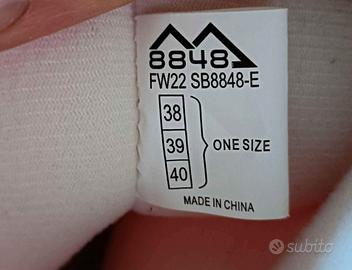 8848
FW22 SB8848-E
38
39
40
ONE SIZE
MADE IN CHINA
subito